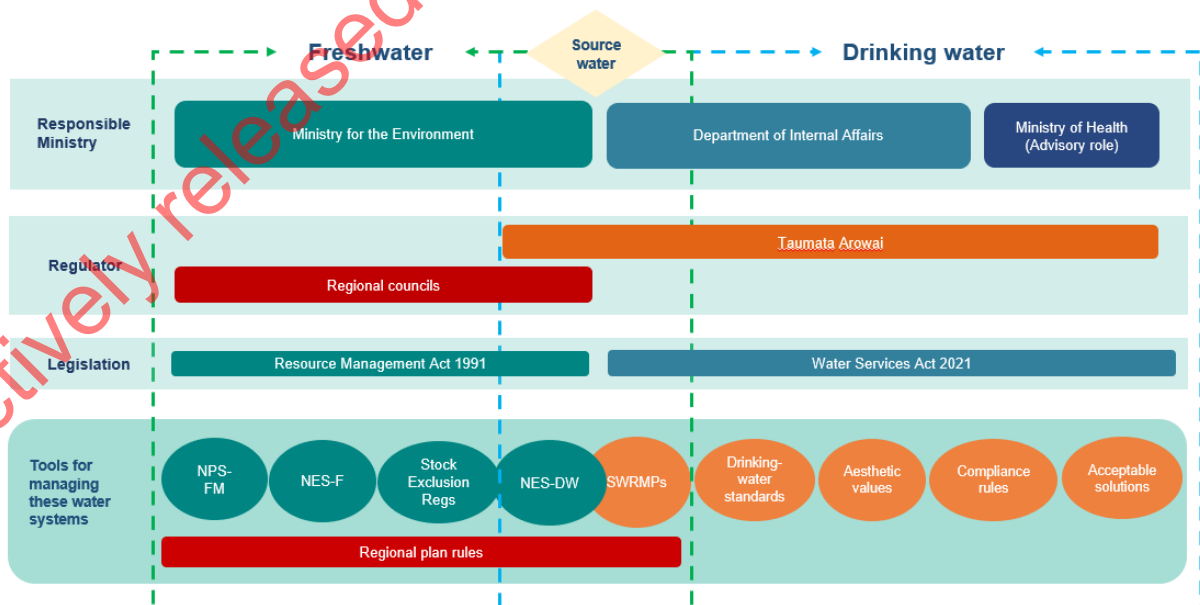 Freshwater
Source
water
Drinking water
Responsible
Ministry
Ministry for the Environment
Department of Internal Affairs
Ministry of Health
(Advisory role)
Regulator
Taumata Arowai
Regional councils
Legislation
Resource Management Act 1991
Water Services Act 2021
Tools for
managing
these water
systems
NPS-
FM
NES-F
Stock
Exclusion
Regs
NES-DW
SWRMPs
Drinking-
water
standards
Aesthetic
values
Compliance
rules
Acceptable
solutions
Regional plan rules
released